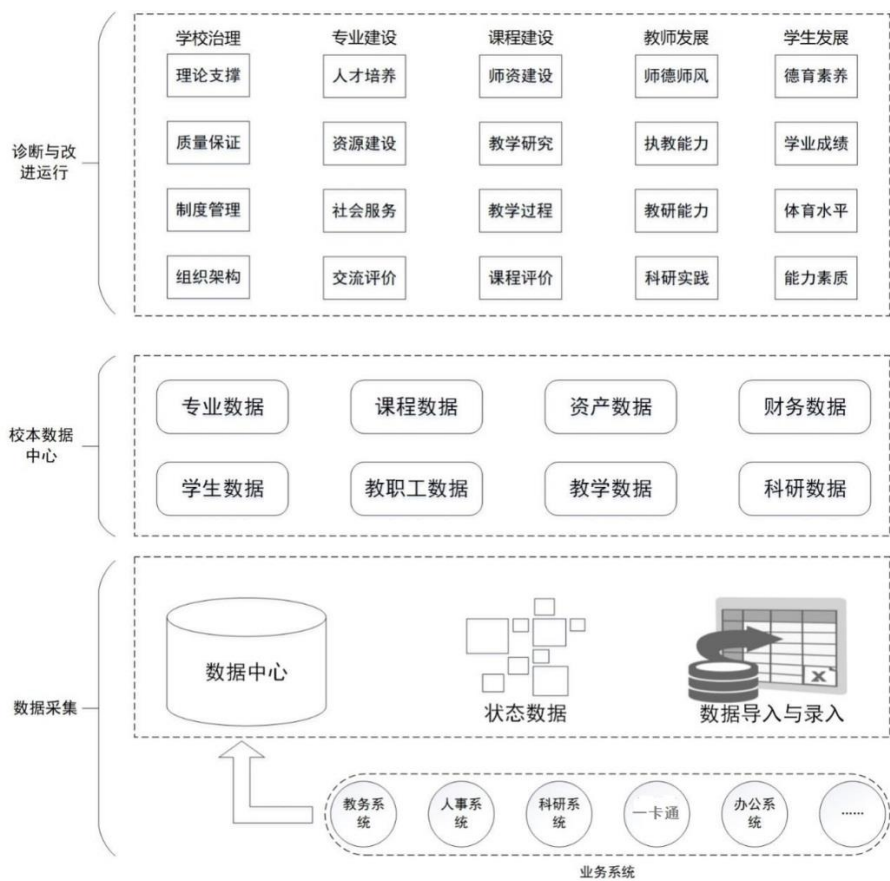 学校治理
专业建设
课程建设
教师发展
学生发展
理论支撑
人才培养
师资建设
师德师风
德育素养
质量保证
资源建设
教学研究
执教能力
学业成绩
诊断与改
进运行
制度管理
社会服务
教学过程
教研能力
体育水平
组织架构
交流评价
课程评价
科研实践
能力素质
专业数据
课程数据
资产数据
财务数据
校本数据
中心
学生数据
教职工数据
教学数据
科研数据
数据中心
X
数据采集
状态数据
数据导入与录入
教务系
统
人事系
统
科研系
统
一卡通
办公系
统
……
业务系统